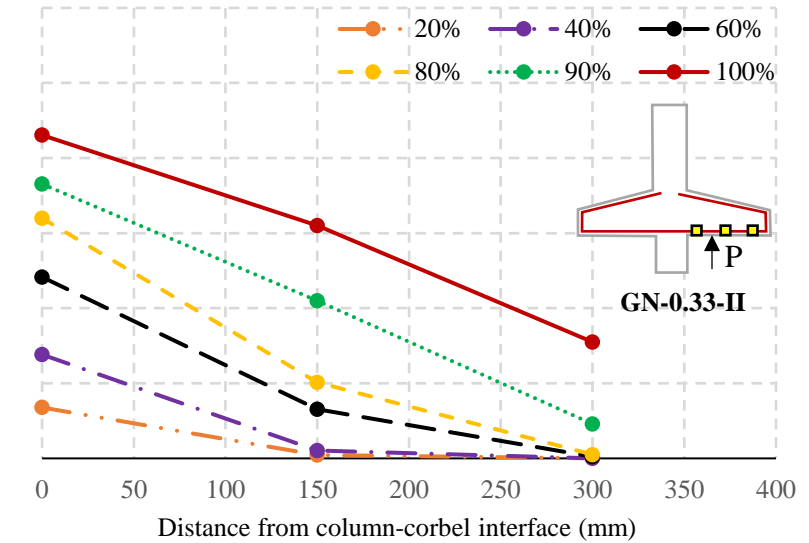 20% 40% 60%
80% 90% 100%
P
GN-0.33-II
0 50 100 150 200 250 300 350 400
Distance from column-corbel interface (mm)